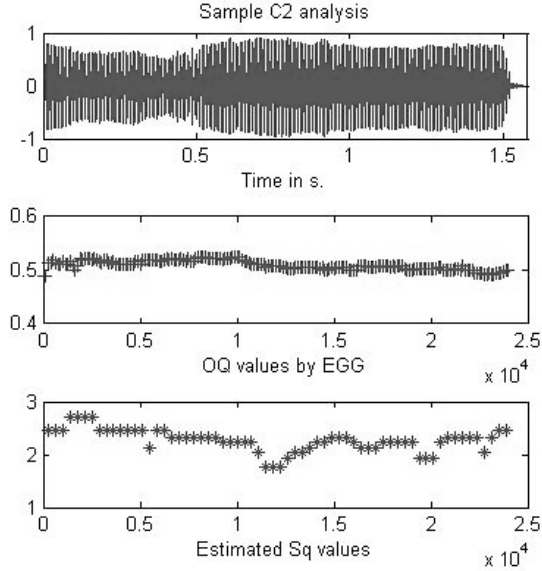 Sample C2 analysis
1
0
-1
0 0.5 1 1.5
Time in s.
0.6
0.5
0.4
0 0.5 1 1.5 2 2.5
OQ values by EGG x 10^4
3
2
1
0 0.5 1 1.5 2 2.5
Estimated Sq values x 10^4